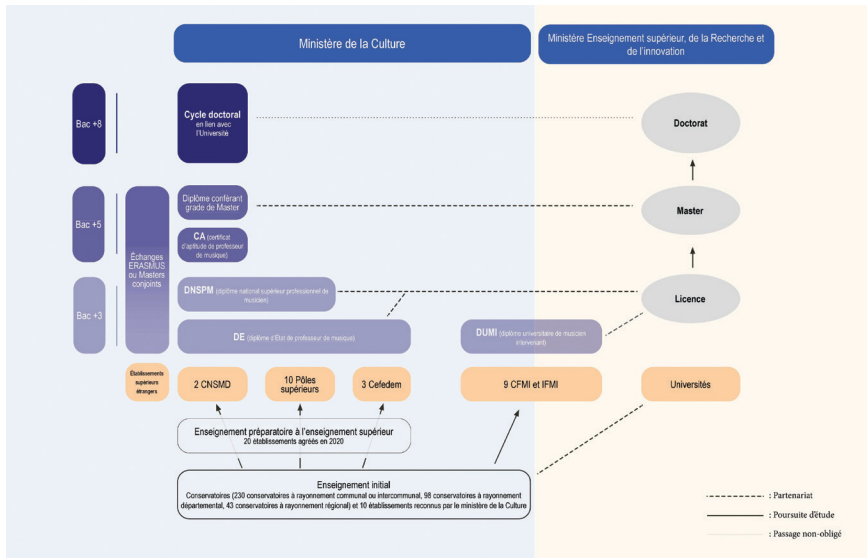 Ministère de la Culture
Ministère Enseignement supérieur, de la Recherche et
de l'innovation
Bac +8
Cycle doctoral
en lien avec
l'Université
Doctorat
Bac +5
Échanges
ERASMUS
ou Masters
conjoints
Diplôme conférant
grade de Master
Master
CA (certificat
d'aptitude de professeur
de musique)
Bac +3
DNSPM (diplôme national supérieur professionnel de
musicien)
Licence
DE (diplôme d'État de professeur de musique)
DUMI (diplôme universitaire de musicien
intervenant)
Établissements
supérieurs
étrangers
2 CNSMD
10 Pôles
supérieurs
3 Cefedem
9 CFMI et IFMI
Universités
Enseignement préparatoire à l'enseignement supérieur
20 établissements agréés en 2020
Enseignement initial
Conservatoires (230 conservatoires à rayonnement communal ou intercommunal, 98 conservatoires à rayonnement
départemental, 43 conservatoires à rayonnement régional) et 10 établissements reconnus par le ministère de la Culture
: Partenariat
: Poursuite d'étude
: Passage non-obligé